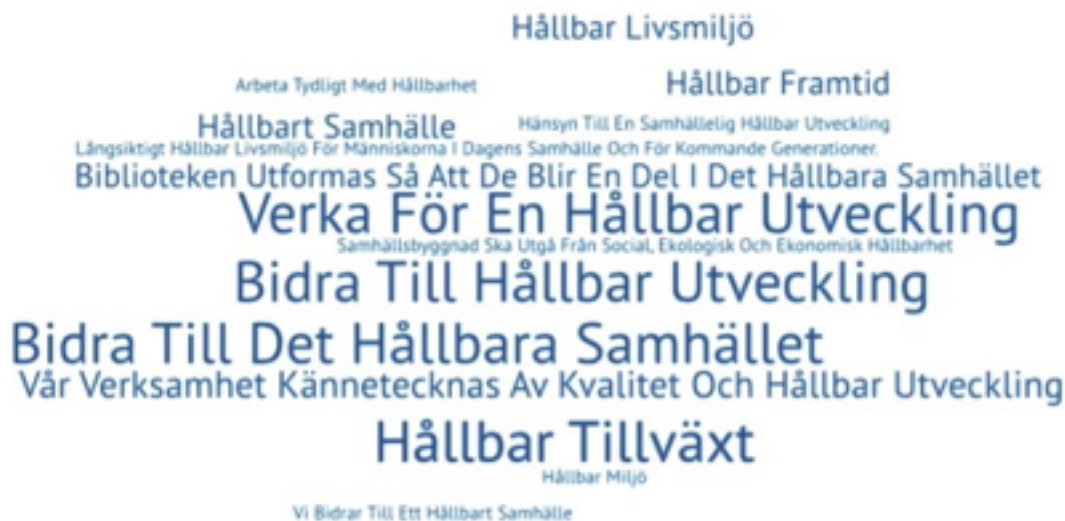 Hållbar Livsmiljö
Arbeta Tydligt Med Hållbarhet
Hållbar Framtid
Hållbart Samhälle
Hänsyn Till En Samhällelig Hållbar Utveckling
Långsiktigt Hållbar Livsmiljö För Människorna I Dagens Samhälle Och För Kommande Generationer.
Biblioteken Utformas Så Att De Blir En Del I Det Hållbara Samhället
Verka För En Hållbar Utveckling
Samhällsbyggnad Ska Utgå Från Social, Ekologisk Och Ekonomisk Hållbarhet
Bidra Till Hållbar Utveckling
Bidra Till Det Hållbara Samhället
Vår Verksamhet Kännetecknas Av Kvalitet Och Hållbar Utveckling
Hållbar Tillväxt
Hållbar Miljö
Vi Bidrar Till Ett Hållbart Samhälle